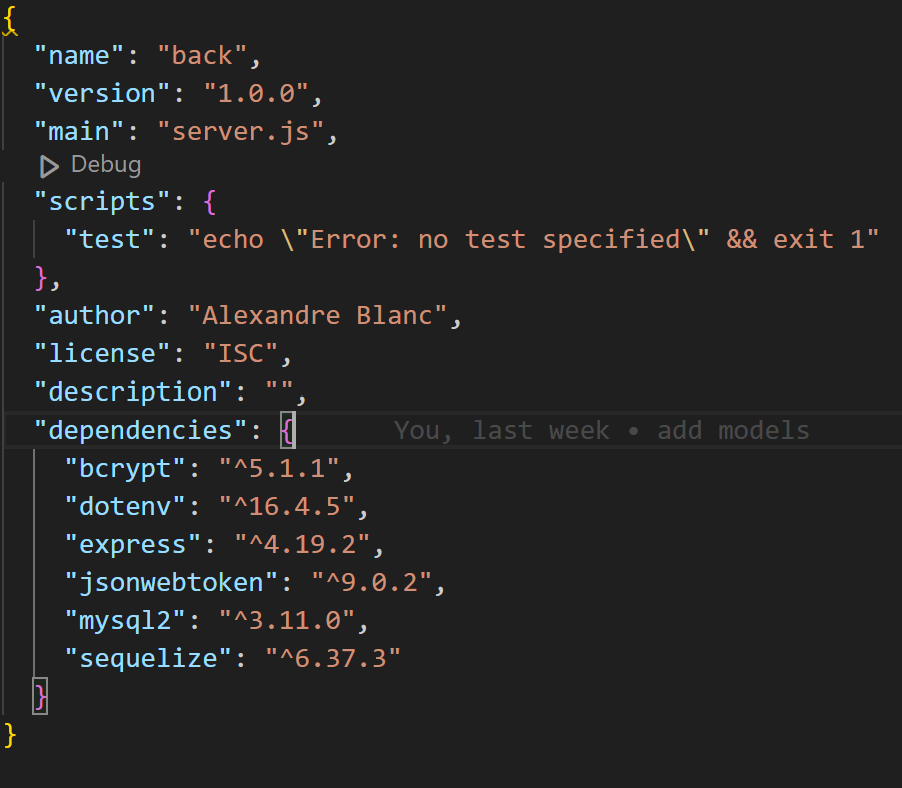 {
"name": "back",
"version": "1.0.0",
"main": "server.js",
Debug
"scripts": {
"test": "echo \"Error: no test specified\" && exit 1"
},
"author": "Alexandre Blanc",
"license": "ISC",
"description": "",
"dependencies": { You, last week • add models
"bcrypt": "^5.1.1",
"dotenv": "^16.4.5",
"express": "^4.19.2",
"jsonwebtoken": "^9.0.2",
"mysql2": "^3.11.0",
"sequelize": "^6.37.3"
}
}